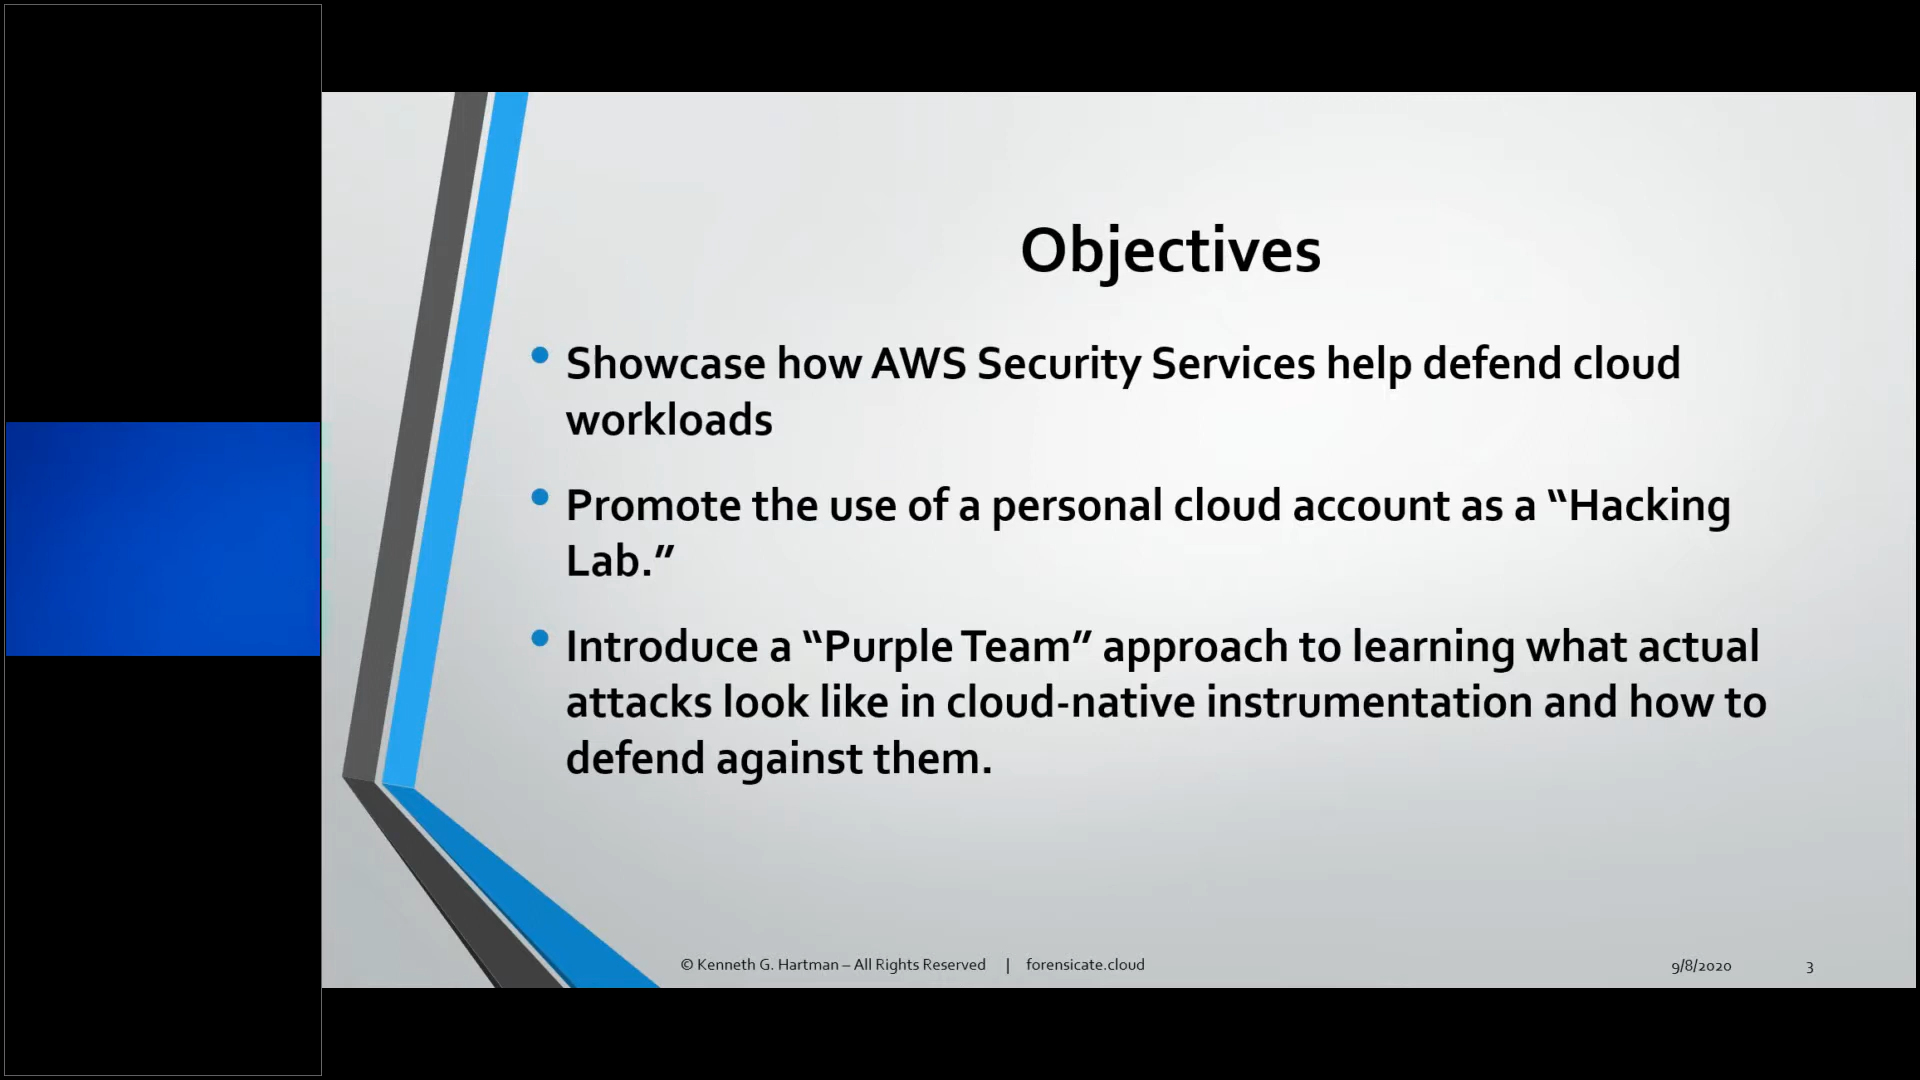 Objectives
• Showcase how AWS Security Services help defend cloud
workloads
• Promote the use of a personal cloud account as a “Hacking
Lab.”
• Introduce a “Purple Team” approach to learning what actual
attacks look like in cloud-native instrumentation and how to
defend against them.
© Kenneth G. Hartman – All Rights Reserved | forensicate.cloud 9/8/2020 3